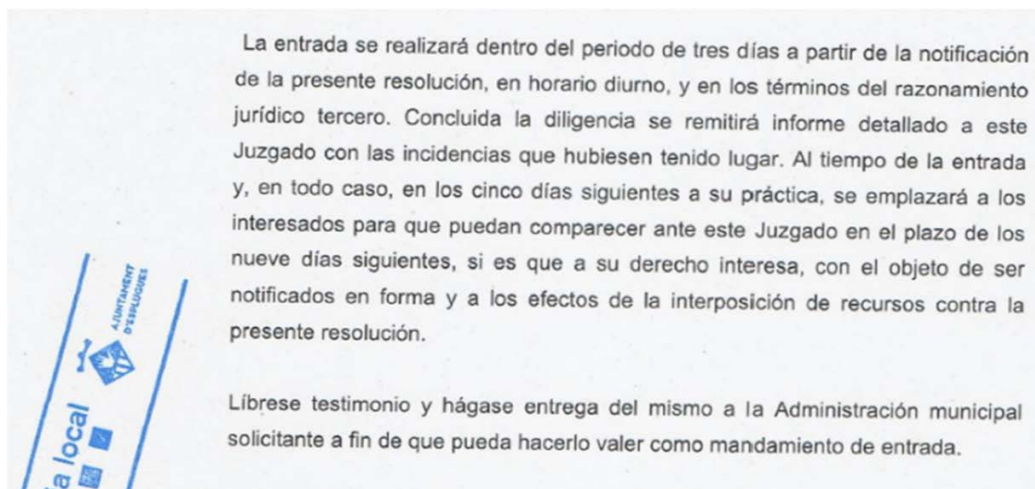 La entrada se realizará dentro del periodo de tres días a partir de la notificación
de la presente resolución, en horario diurno, y en los términos del razonamiento
jurídico tercero. Concluida la diligencia se remitirá informe detallado a este
Juzgado con las incidencias que hubiesen tenido lugar. Al tiempo de la entrada
y, en todo caso, en los cinco días siguientes a su práctica, se emplazará a los
interesados para que puedan comparecer ante este Juzgado en el plazo de los
nueve días siguientes, si es que a su derecho interesa, con el objeto de ser
notificados en forma y a los efectos de la interposición de recursos contra la
presente resolución.
Líbrese testimonio y hágase entrega del mismo a la Administración municipal
solicitante a fin de que pueda hacerlo valer como mandamiento de entrada.
AJUNTAMENT
D'ESPLUGUES
a local